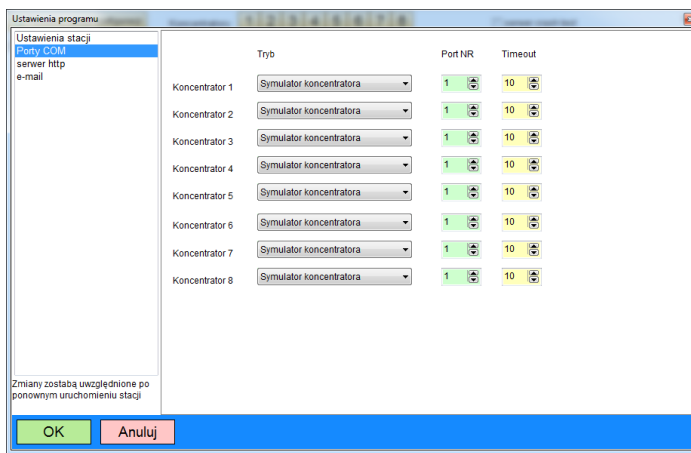 Ustawienia programu
1 2 3 4 5 6 7 8
Ustawienia stacji
Porty COM
serwer http
e-mail
Tryb Port NR Timeout
Koncentrator 1 Symulator koncentratora 1 10
Koncentrator 2 Symulator koncentratora 1 10
Koncentrator 3 Symulator koncentratora 1 10
Koncentrator 4 Symulator koncentratora 1 10
Koncentrator 5 Symulator koncentratora 1 10
Koncentrator 6 Symulator koncentratora 1 10
Koncentrator 7 Symulator koncentratora 1 10
Koncentrator 8 Symulator koncentratora 1 10
Zmiany zostabą uwzględnione po
ponownym uruchomieniu stacji
OK Anuluj